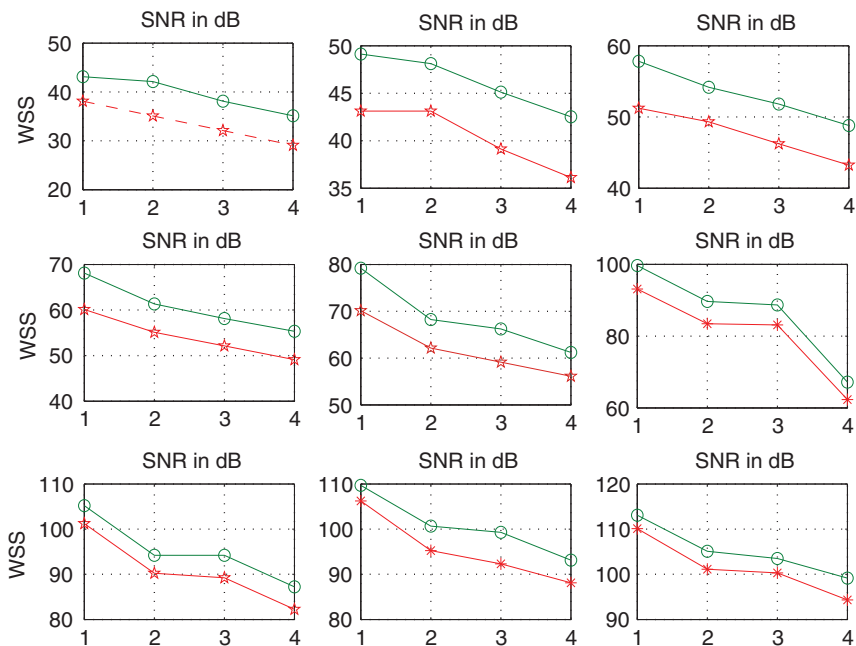 SNR in dB SNR in dB SNR in dB
50 50 60
40 45 50
30 40
20 35 40
WSS
1 2 3 4 1 2 3 4 1 2 3 4
SNR in dB SNR in dB SNR in dB
70 80 100
60 70 80
50 60
40 50 60
WSS
1 2 3 4 1 2 3 4 1 2 3 4
SNR in dB SNR in dB SNR in dB
110 110 120
100 100 110
90 90 100
80 80 90
WSS
1 2 3 4 1 2 3 4 1 2 3 4